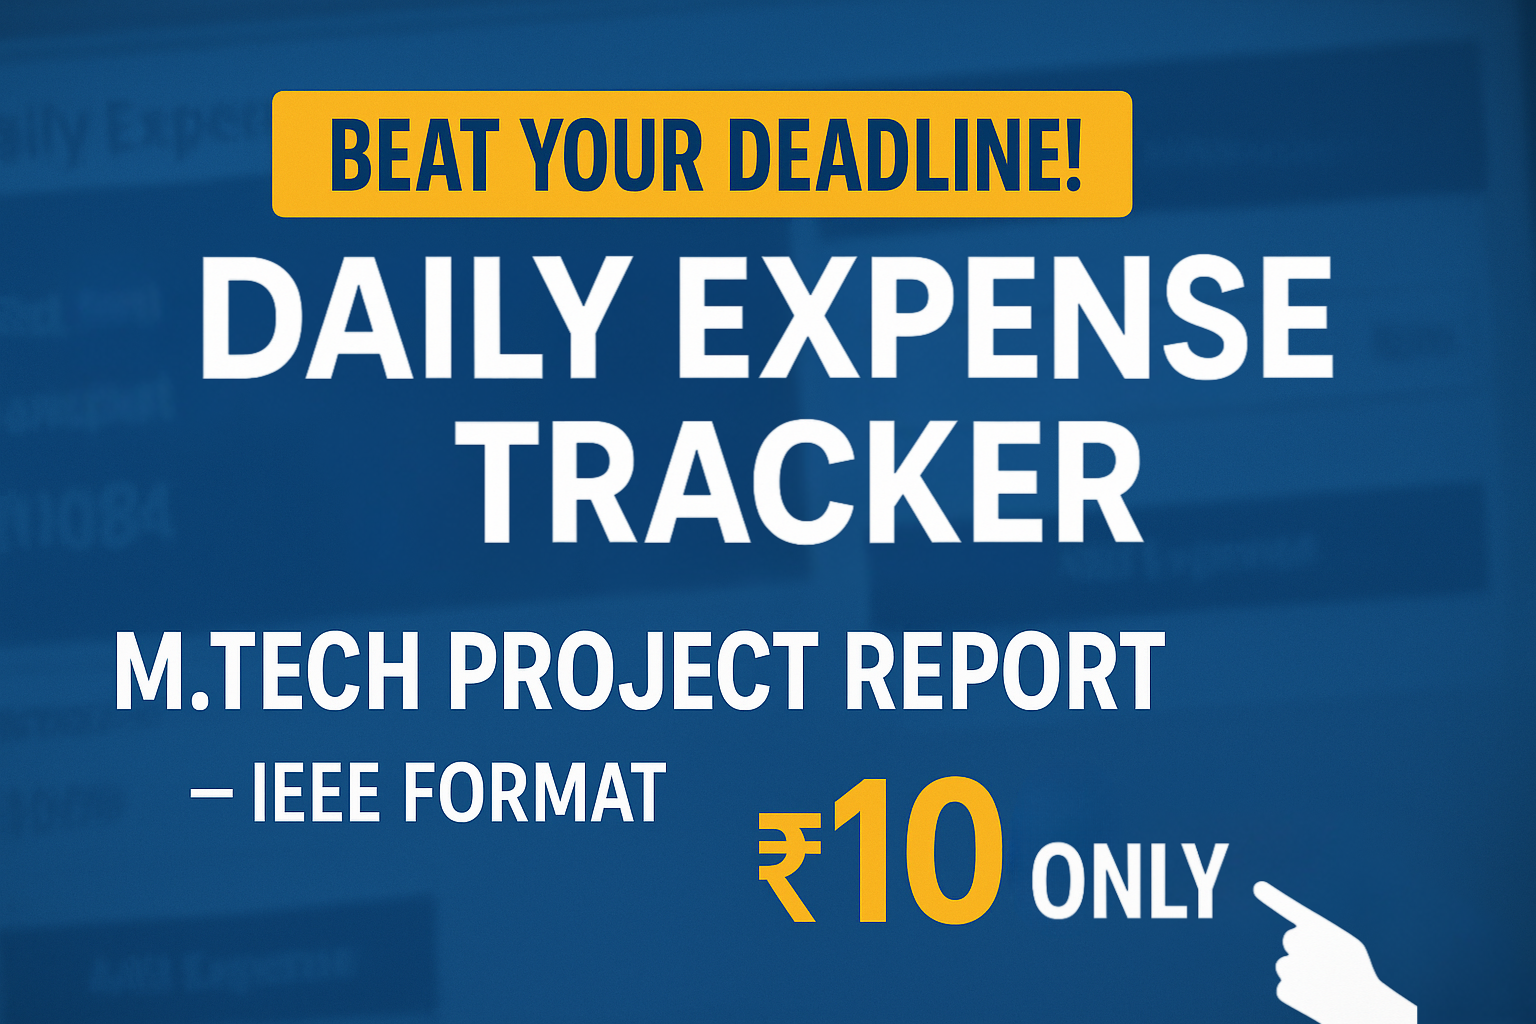 BEAT YOUR DEADLINE!
DAILY EXPENSE
TRACKER
M.TECH PROJECT REPORT
– IEEE FORMAT
₹10 ONLY